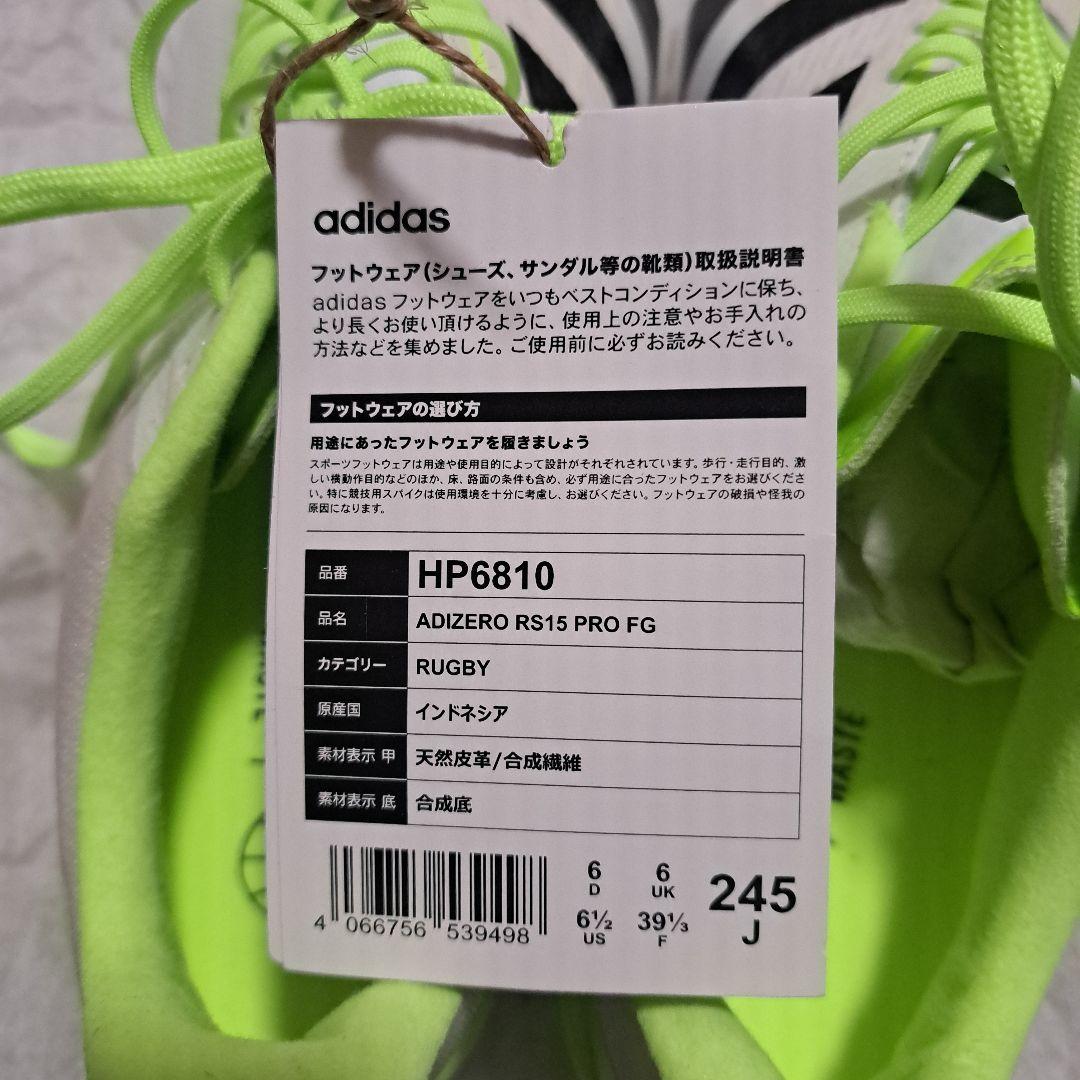 adidas
フットウェア(シューズ、サンダル等の靴類)取扱説明書
adidas フットウェアをいつもベストコンディションに保ち、
より長くお使い頂けるように、使用上の注意やお手入れの
方法などを集めました。ご使用前に必ずお読みください。
フットウェアの選び方
用途にあったフットウェアを履きましょう
スポーツフットウェアは用途や使用目的によって設計がそれぞれされています。歩行・走行目的、激
しい横動作目的などのほか、床、路面の条件も含め、必ず用途に合ったフットウェアをお選びくださ
い。特に競技用スパイクは使用環境を十分に考慮し、お選びください。フットウェアの破損や怪我の
原因になります。
品番 HP6810
品名 ADIZERO RS15 PRO FG
カテゴリー RUGBY
原産国 インドネシア
素材表示 甲 天然皮革/合成繊維
素材表示 底 合成底
4 066756 539498
6 D 6 UK 245 J
6½ US 39⅓ F
WASTE